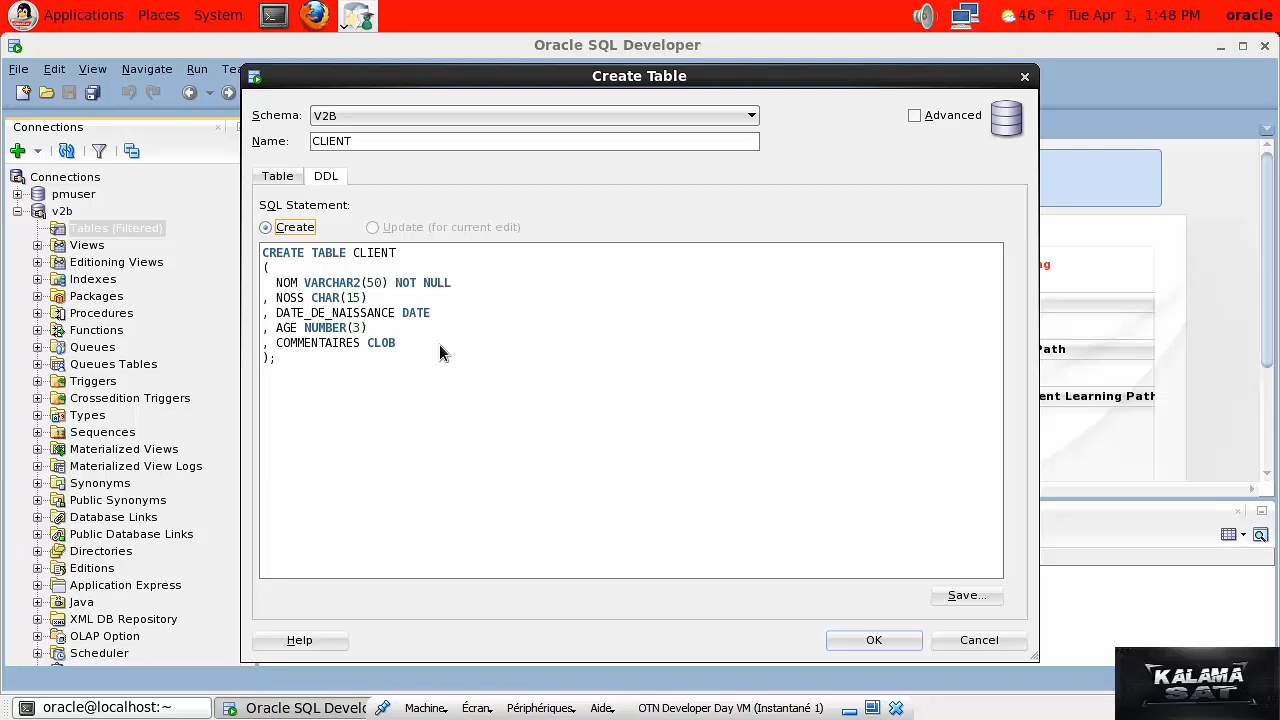 Applications Places System 46 °F Tue Apr 1, 1:48 PM oracle
Oracle SQL Developer
File Edit View Navigate Run
Create Table
Connections
Schema: V2B Advanced
Name: CLIENT
Table DDL
SQL Statement:
Create Update (for current edit)
CREATE TABLE CLIENT
(
NOM VARCHAR2(50) NOT NULL
, NOSS CHAR(15)
, DATE_DE_NAISSANCE DATE
, AGE NUMBER(3)
, COMMENTAIRES CLOB
);
Save...
Help OK Cancel
Connections
pmuser
v2b
Tables (Filtered)
Views
Editioning Views
Indexes
Packages
Procedures
Functions
Queues
Queues Tables
Triggers
Crossedition Triggers
Types
Sequences
Materialized Views
Materialized View Logs
Synonyms
Public Synonyms
Database Links
Public Database Links
Directories
Editions
Application Express
Java
XML DB Repository
OLAP Option
Scheduler
KALAMA
SAT
oracle@localhost:~ Oracle SQL Develo Machine Écran Périphériques Aide OTN Developer Day VM (Instantané 1)